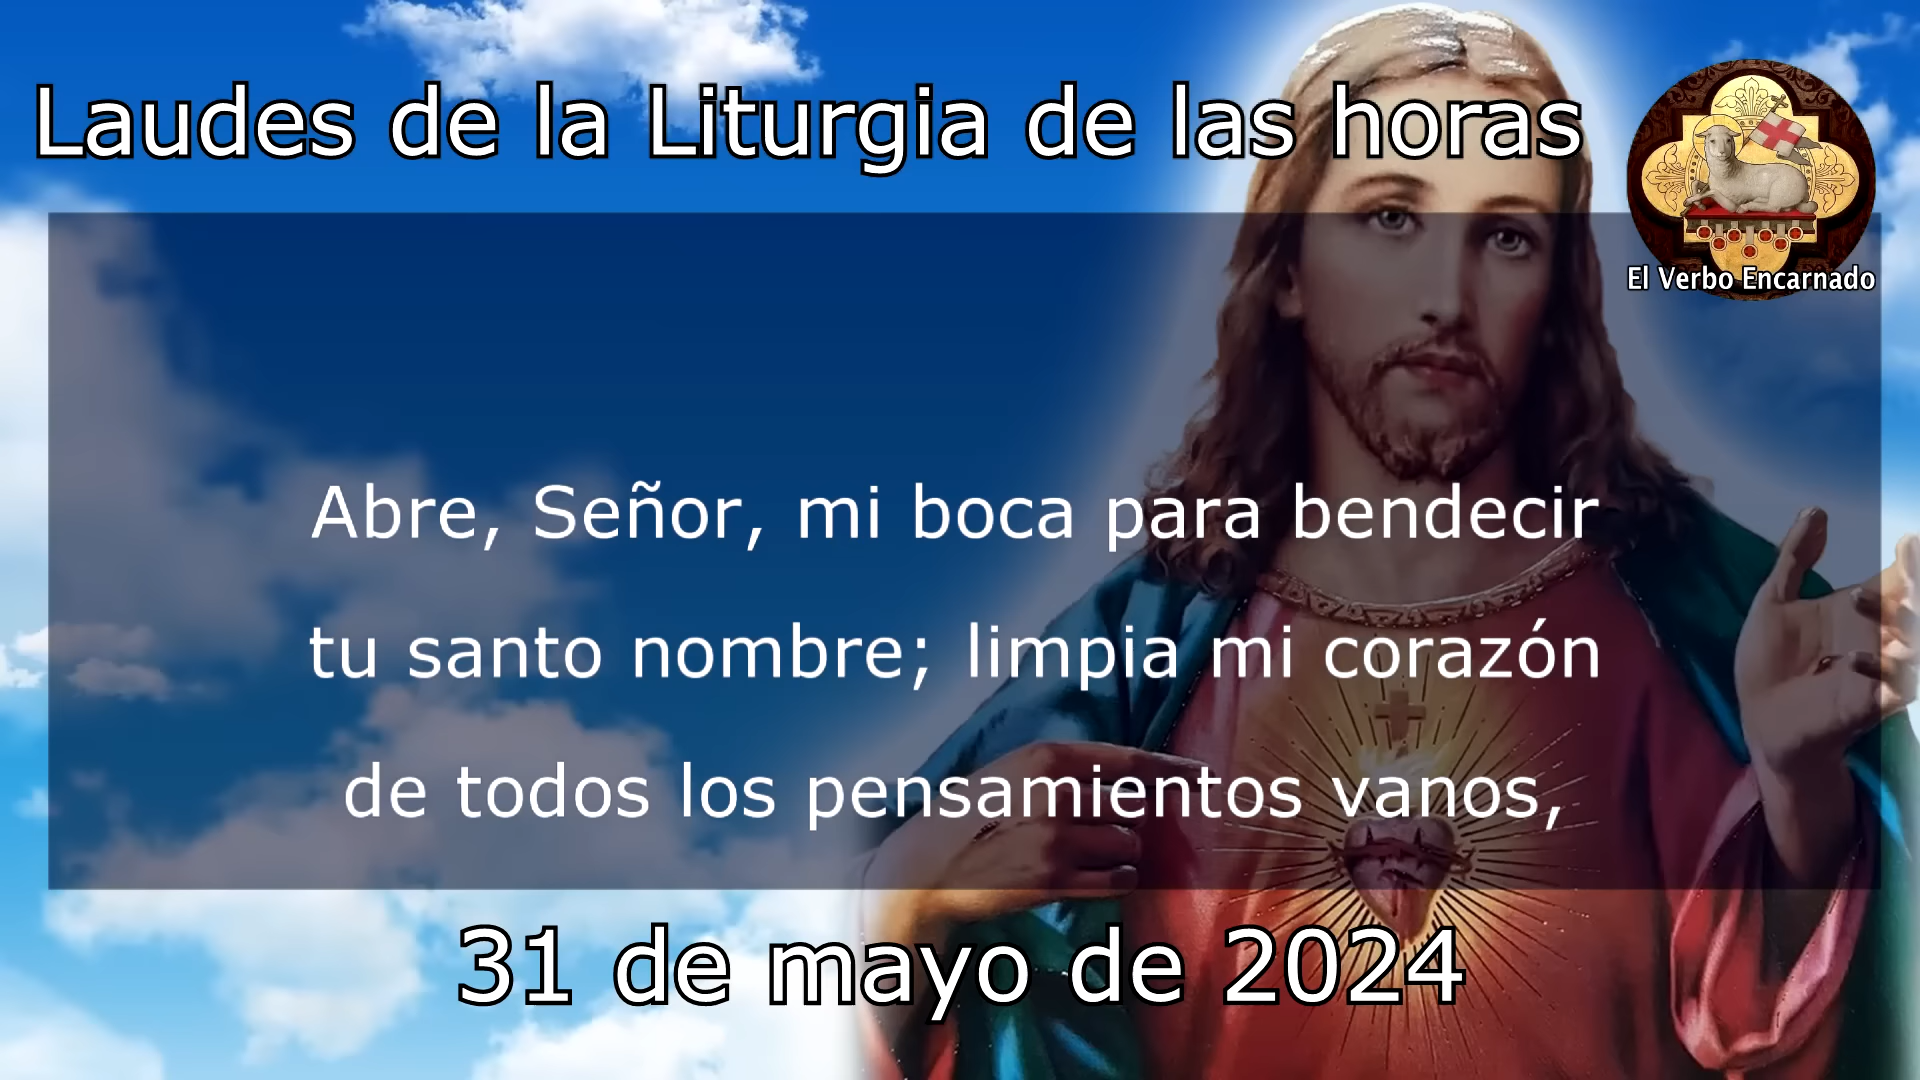 Laudes de la Liturgia de las horas
El Verbo Encarnado
Abre, Señor, mi boca para bendecir
tu santo nombre; limpia mi corazón
de todos los pensamientos vanos,
31 de mayo de 2024